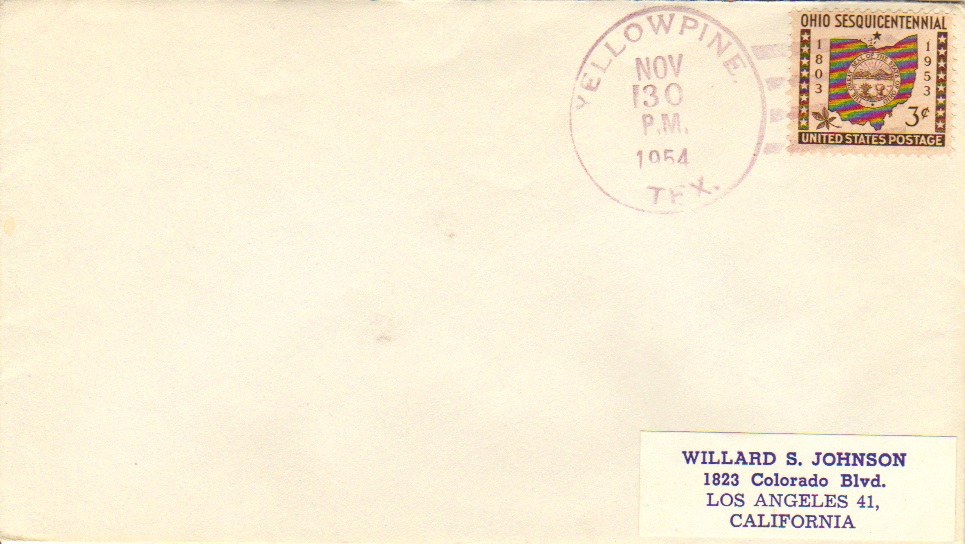 YELLOWPINE.
NOV
30
P.M.
1954
TEX.
OHIO SESQUICENTENNIAL
1803
1953
3¢
UNITED STATES POSTAGE
WILLARD S. JOHNSON
1823 Colorado Blvd.
LOS ANGELES 41,
CALIFORNIA